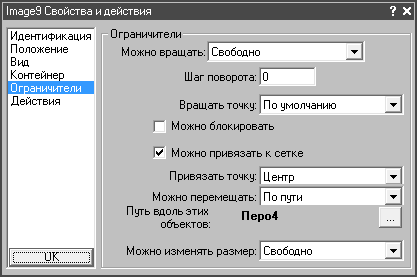 Image9 Свойства и действия
Идентификация
Положение
Вид
Контейнер
Ограничители
Действия
OK
Ограничители
Можно вращать: Свободно
Шаг поворота: 0
Вращать точку: По умолчанию
Можно блокировать
Можно привязать к сетке
Привязать точку: Центр
Можно перемещать: По пути
Путь вдоль этих объектов: Перо4 ...
Можно изменять размер: Свободно